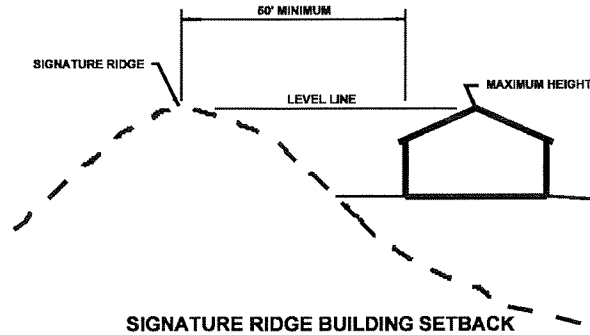 50' MINIMUM
SIGNATURE RIDGE
LEVEL LINE
MAXIMUM HEIGHT
SIGNATURE RIDGE BUILDING SETBACK